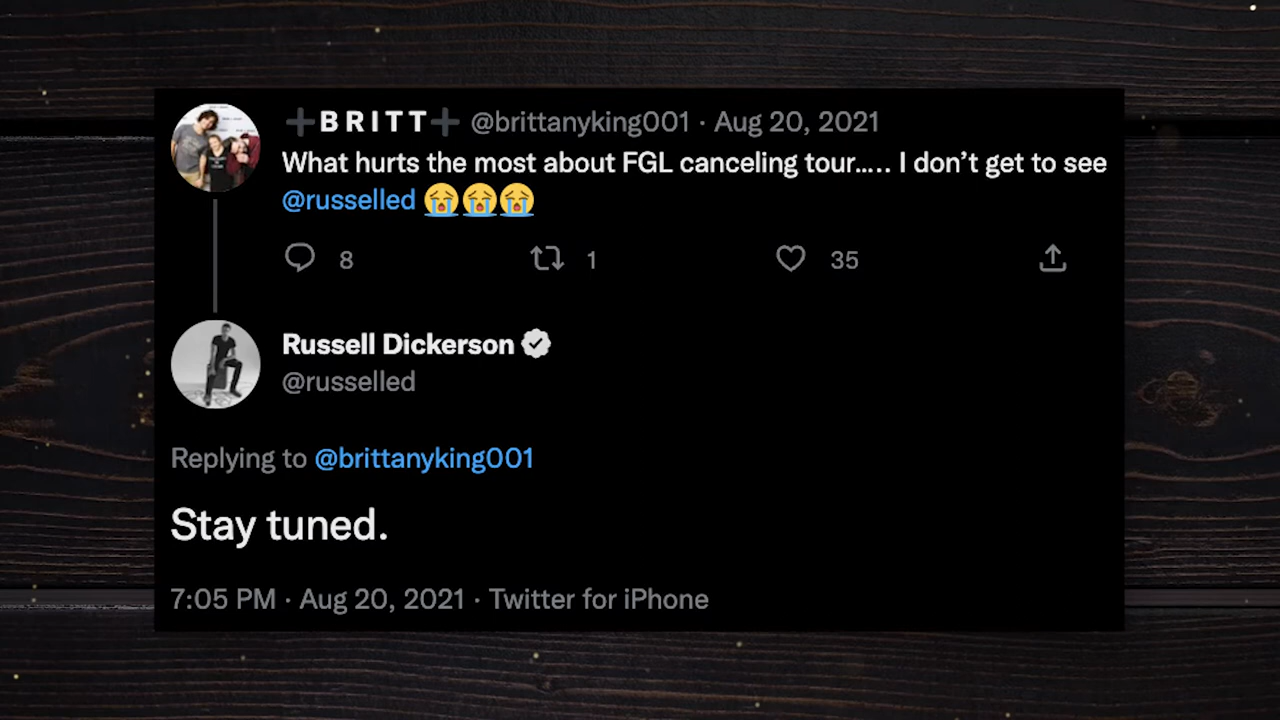 ➕B R I T T➕ @brittanyking001 · Aug 20, 2021
What hurts the most about FGL canceling tour..... I don’t get to see
@russelled 😭😭😭
8 1 35
Russell Dickerson
@russelled
Replying to @brittanyking001
Stay tuned.
7:05 PM · Aug 20, 2021 · Twitter for iPhone